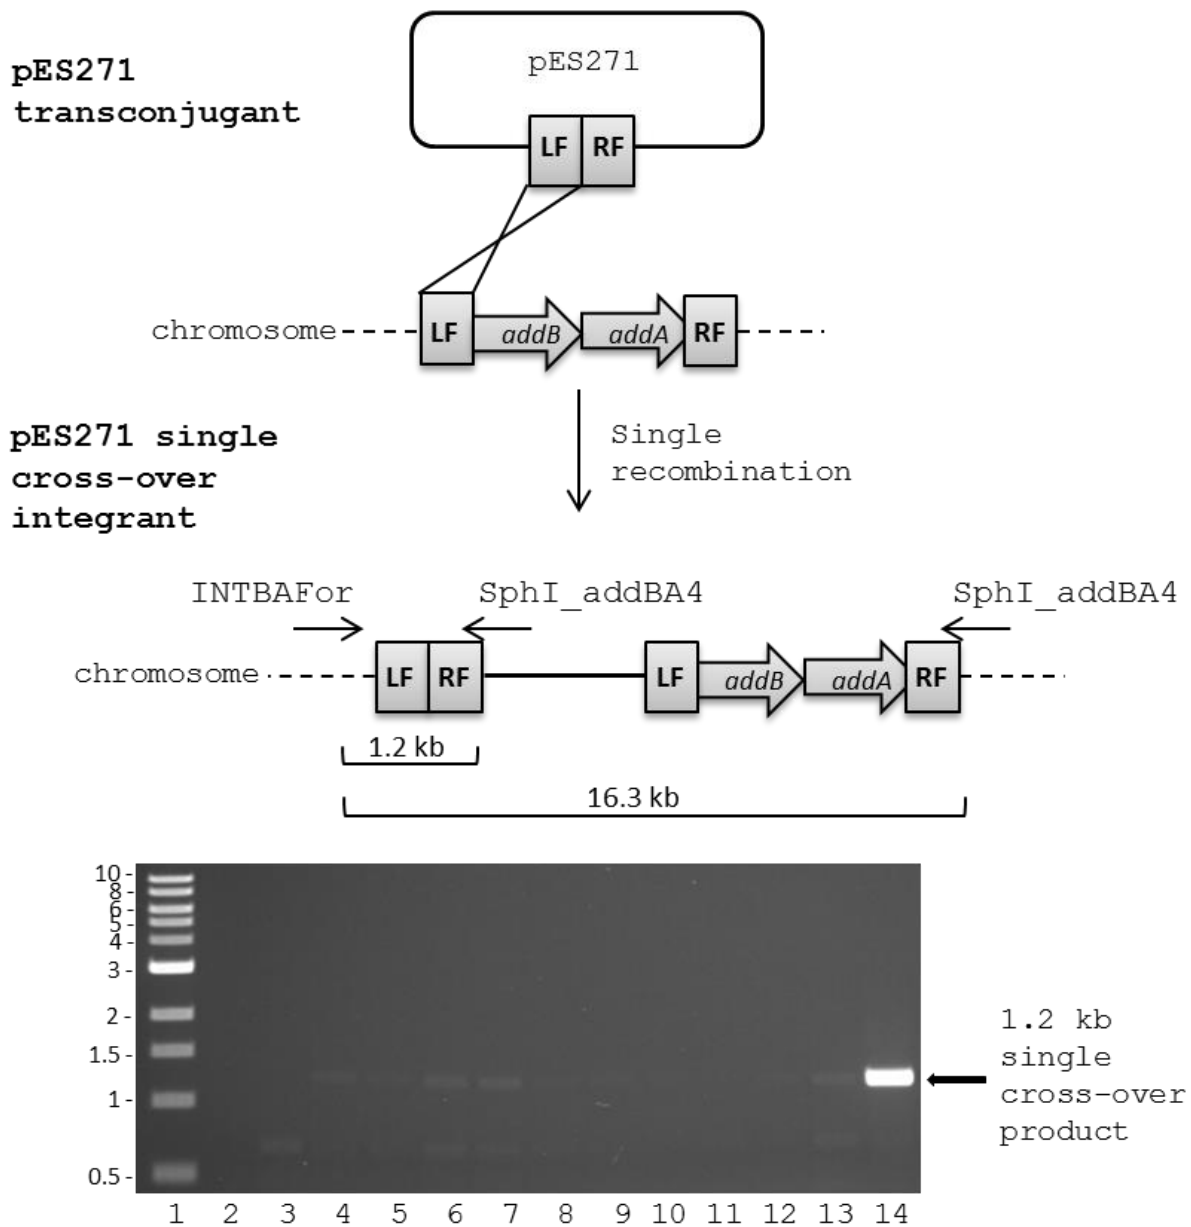 pES271
transconjugant
pES271
LF RF
chromosome
LF addB addA RF
pES271 single
cross-over
integrant
Single
recombination
INTBAFor SphI_addBA4 SphI_addBA4
chromosome
LF RF LF addB addA RF
1.2 kb
16.3 kb
10 -
8 -
6 -
5 -
4 -
3 -
2 -
1.5 -
1 -
0.5 -
1.2 kb
single
cross-over
product
1 2 3 4 5 6 7 8 9 10 11 12 13 14